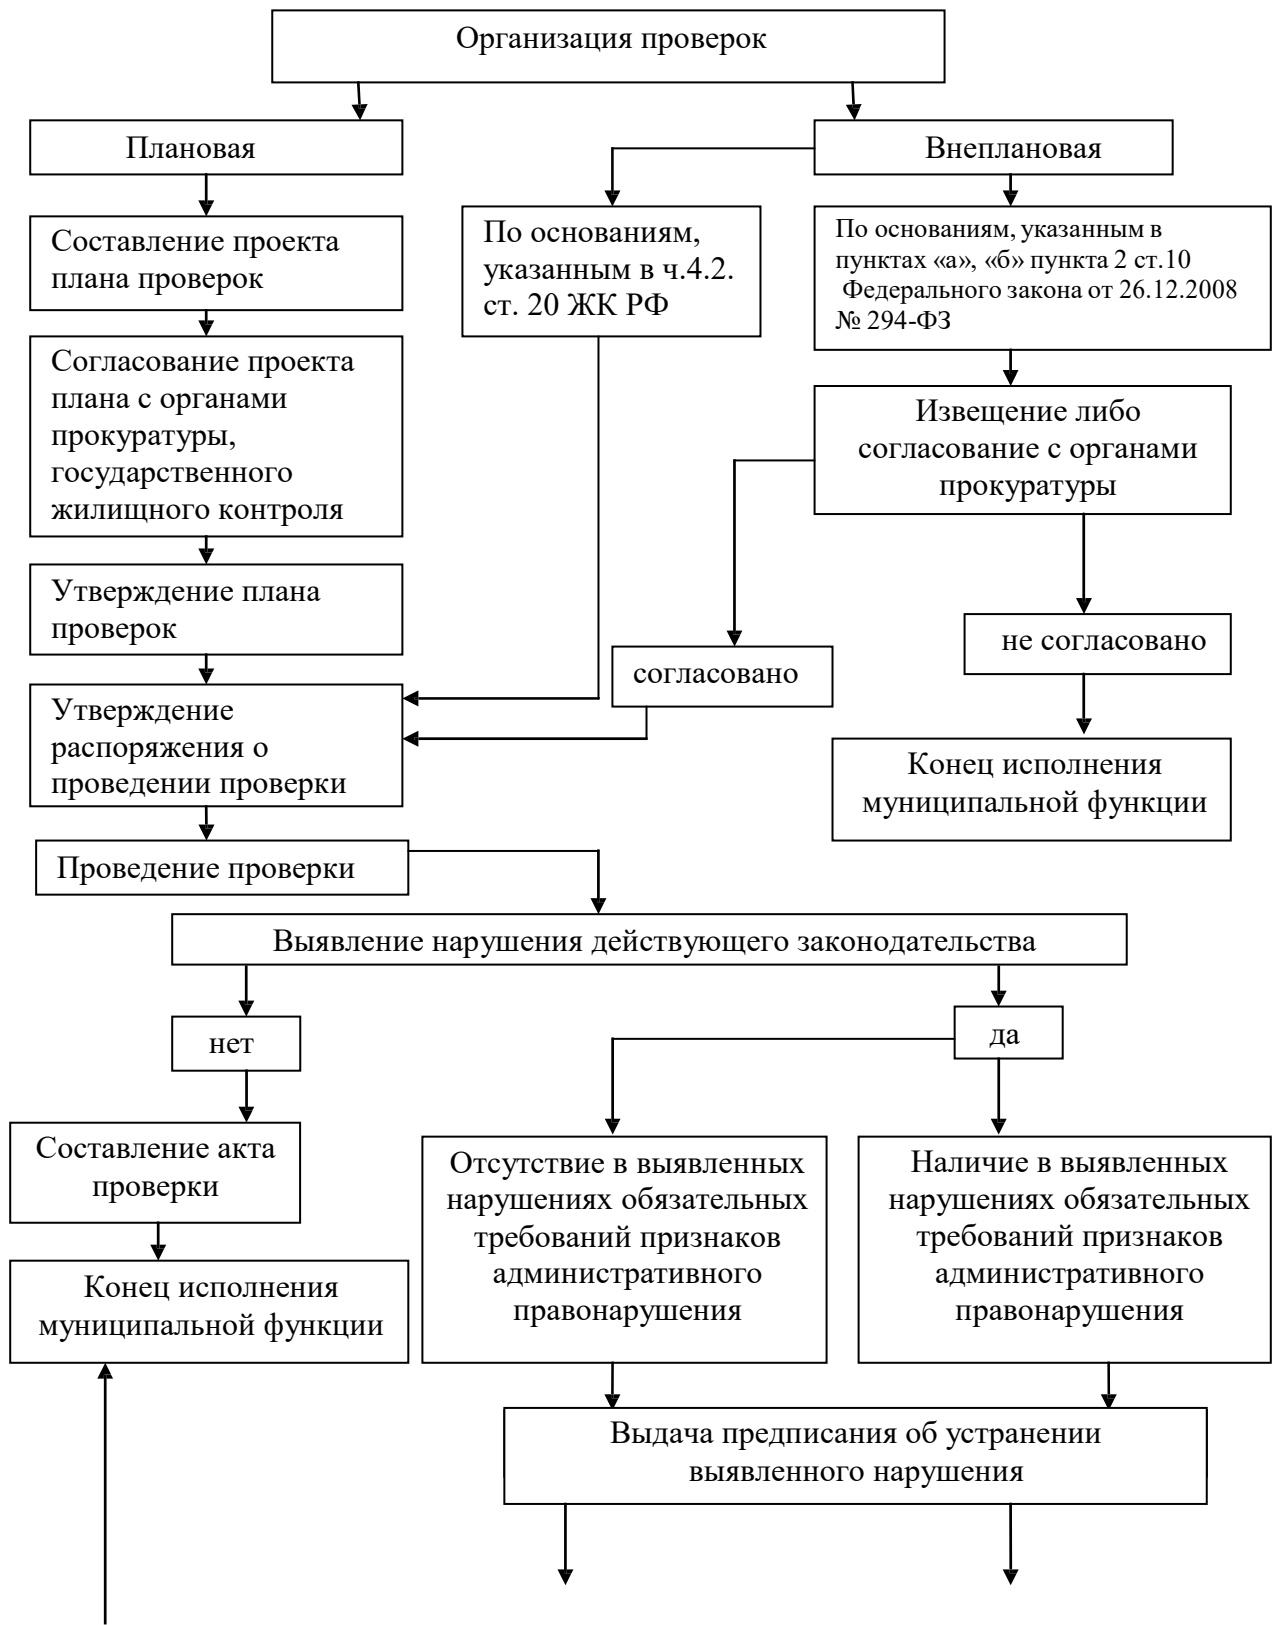 Организация проверок
Плановая
Внеплановая
Составление проекта
плана проверок
По основаниям,
указанным в ч.4.2.
ст. 20 ЖК РФ
По основаниям, указанным в
пунктах «а», «б» пункта 2 ст.10
Федерального закона от 26.12.2008
№ 294-ФЗ
Согласование проекта
плана с органами
прокуратуры,
государственного
жилищного контроля
Извещение либо
согласование с органами
прокуратуры
Утверждение плана
проверок
не согласовано
согласовано
Утверждение
распоряжения о
проведении проверки
Конец исполнения
муниципальной функции
Проведение проверки
Выявление нарушения действующего законодательства
нет
да
Составление акта
проверки
Отсутствие в выявленных
нарушениях обязательных
требований признаков
административного
правонарушения
Наличие в выявленных
нарушениях обязательных
требований признаков
административного
правонарушения
Конец исполнения
муниципальной функции
Выдача предписания об устранении
выявленного нарушения